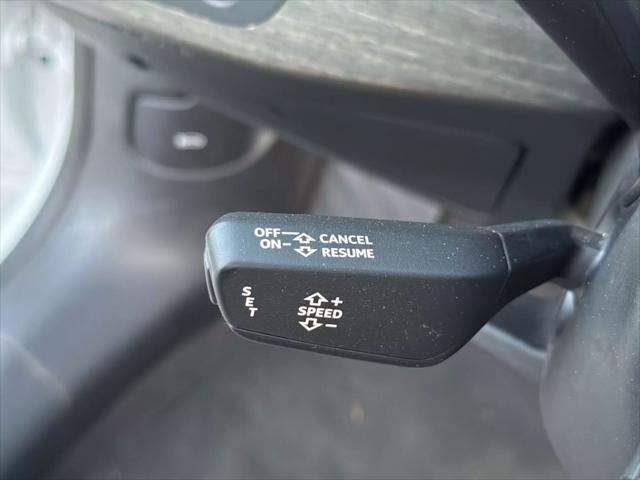 OFF CANCEL
ON RESUME
SET
+
SPEED
-